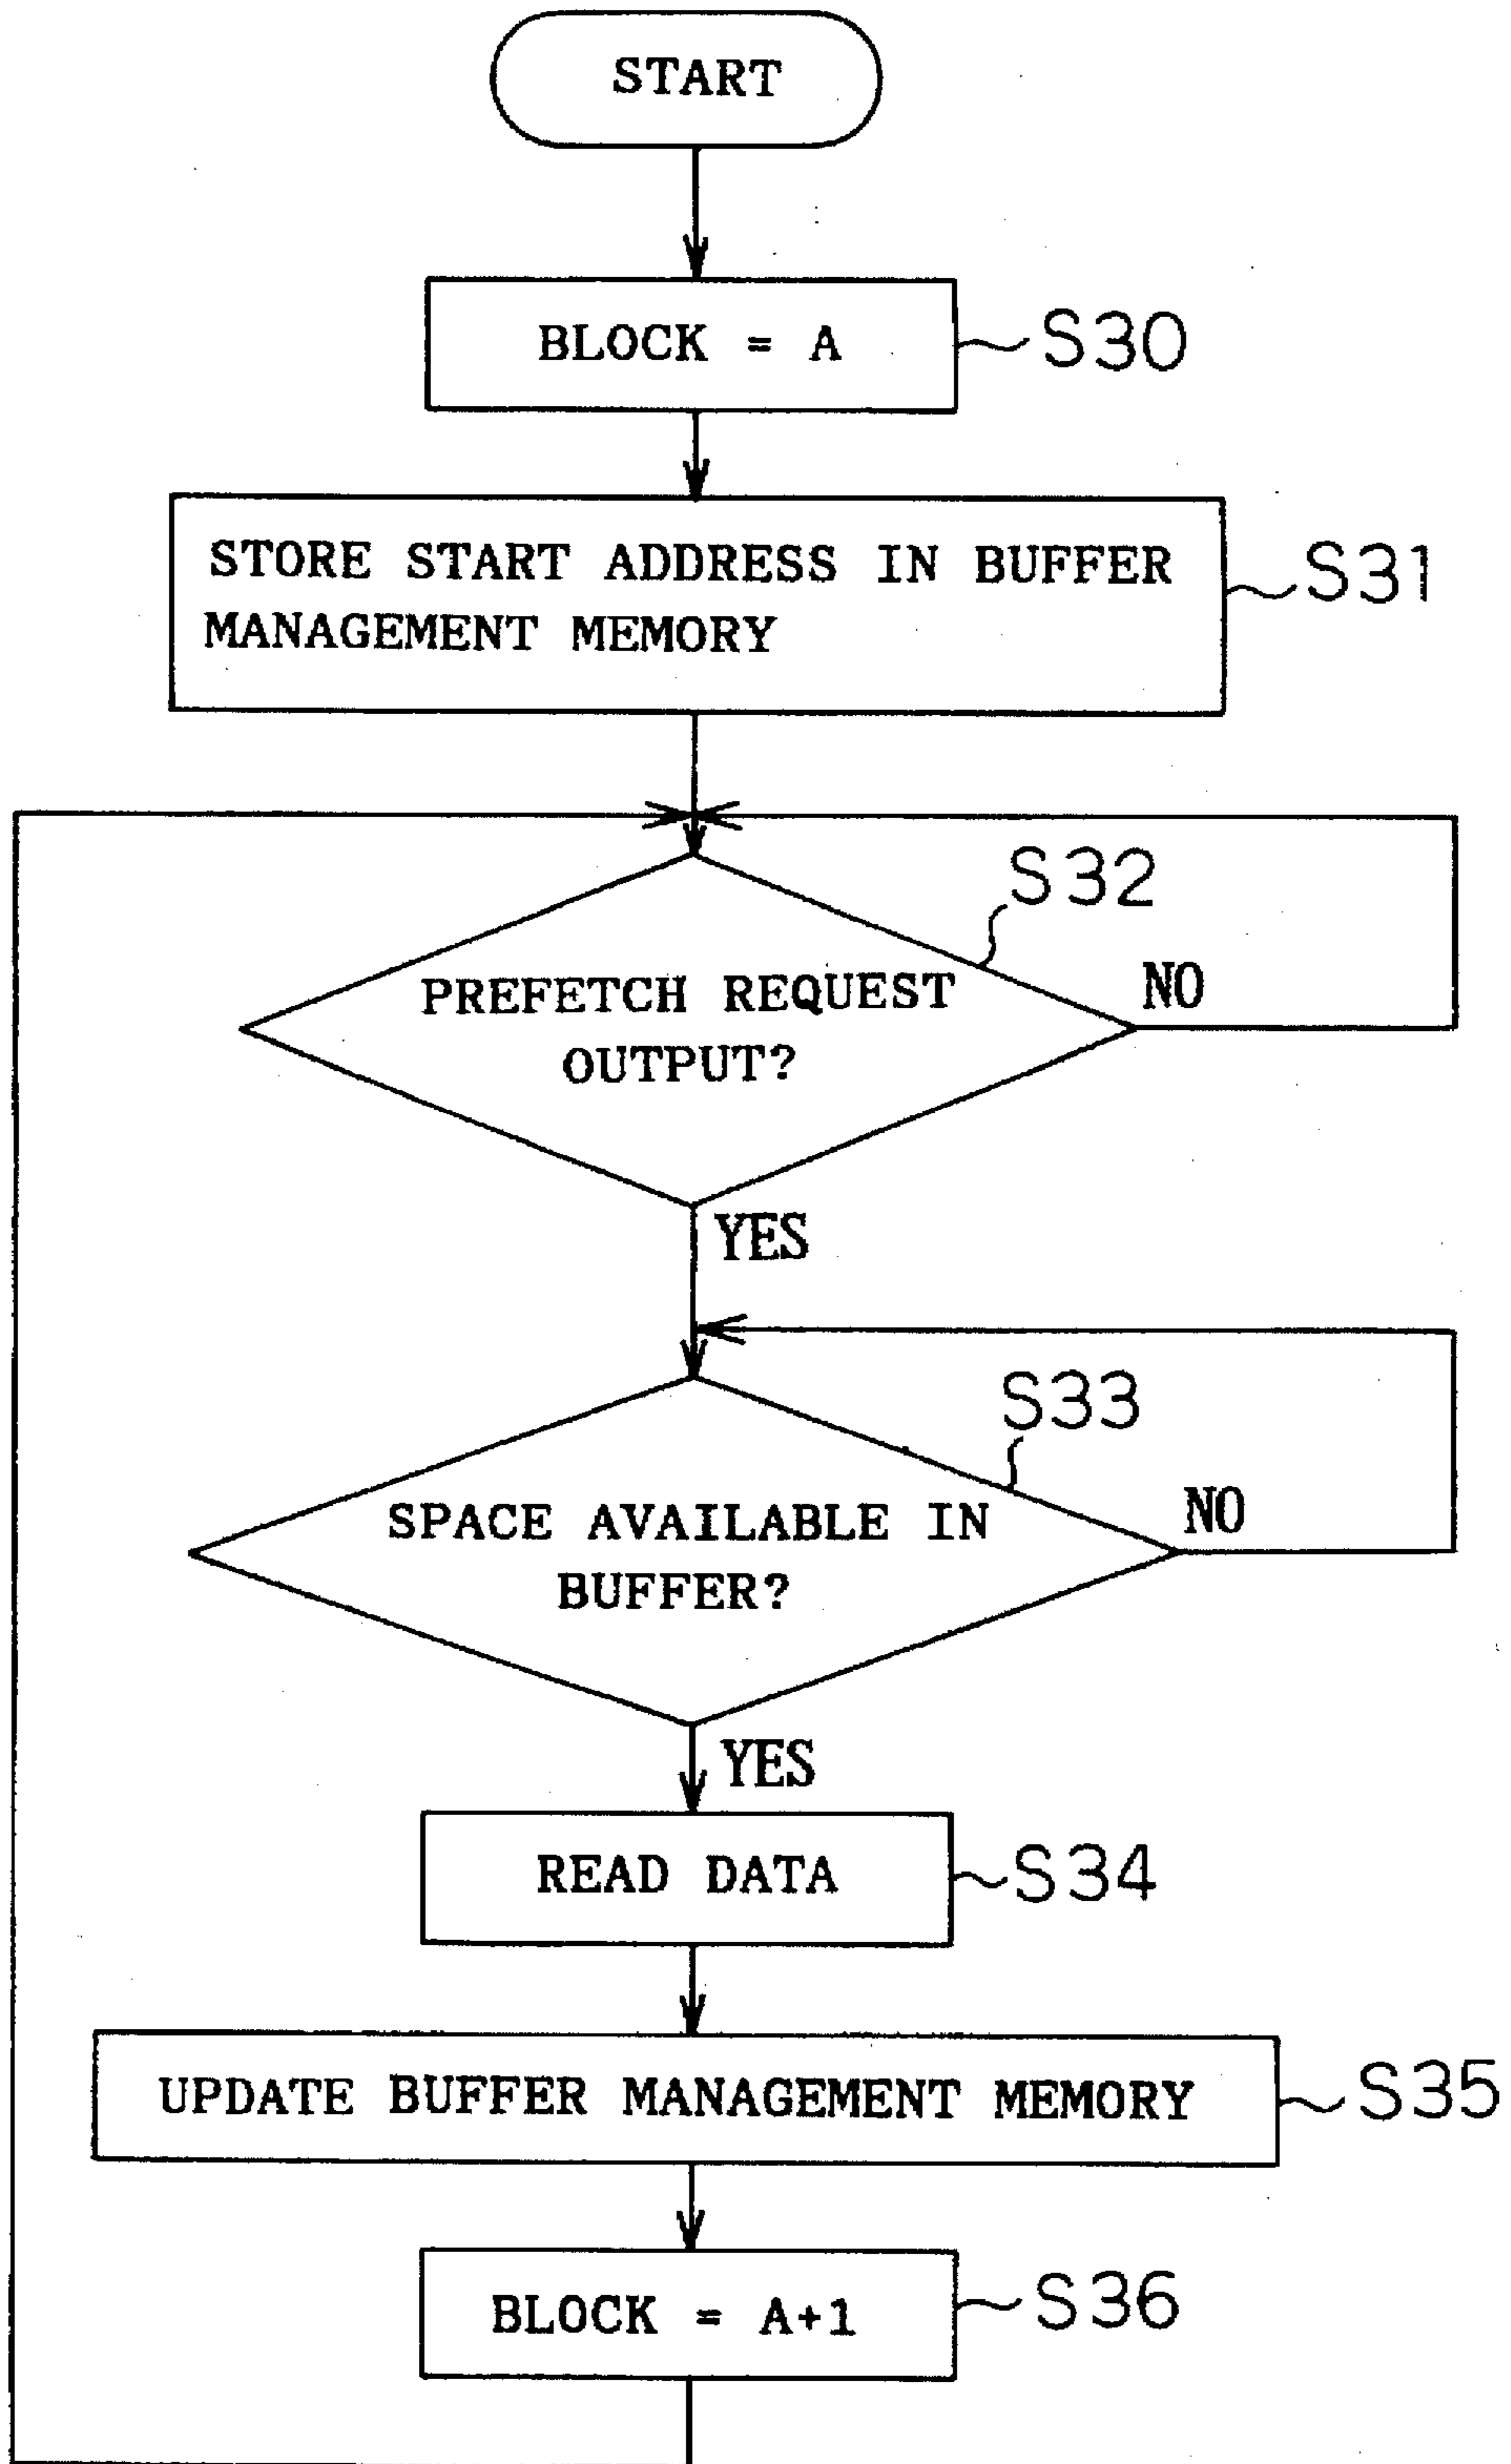 START
BLOCK = A
S30
STORE START ADDRESS IN BUFFER
MANAGEMENT MEMORY
S31
S32
PREFETCH REQUEST
OUTPUT?
NO
YES
S33
SPACE AVAILABLE IN
BUFFER?
NO
YES
READ DATA
S34
UPDATE BUFFER MANAGEMENT MEMORY
S35
BLOCK = A+1
S36